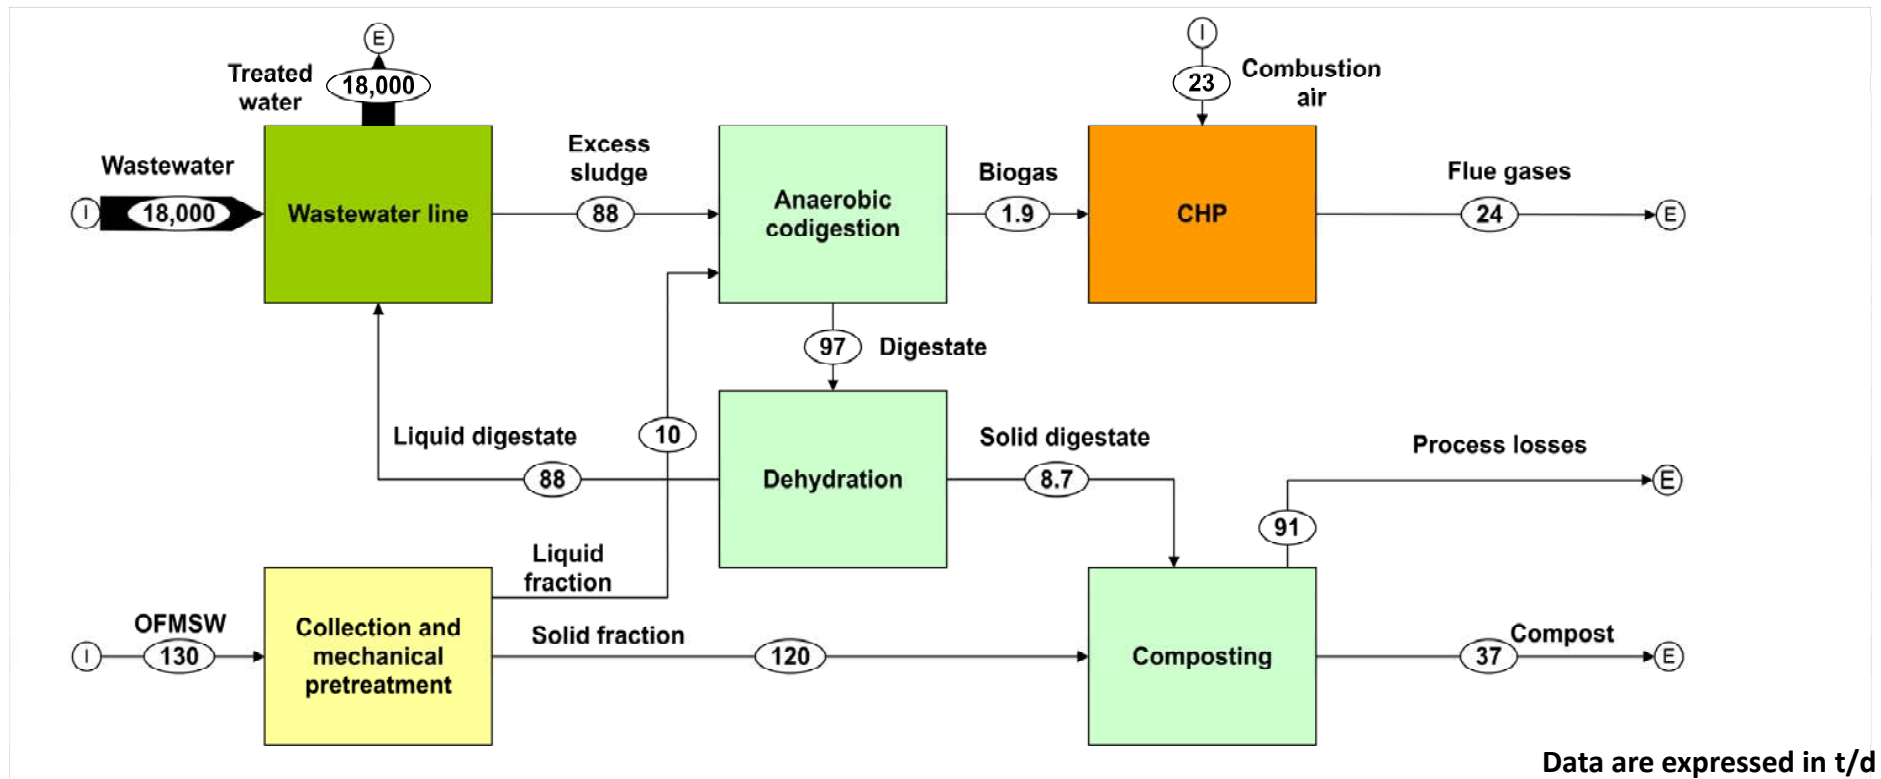 E
I
Treated
water
18,000
23
Combustion
air
Wastewater
I
18,000
Wastewater line
Excess
sludge
88
Anaerobic
codigestion
Biogas
1.9
CHP
Flue gases
24
E
97
Digestate
Liquid digestate
88
10
Dehydration
Solid digestate
8.7
Process losses
E
91
Liquid
fraction
OFMSW
I
130
Collection and
mechanical
pretreatment
Solid fraction
120
Composting
Compost
37
E
Data are expressed in t/d